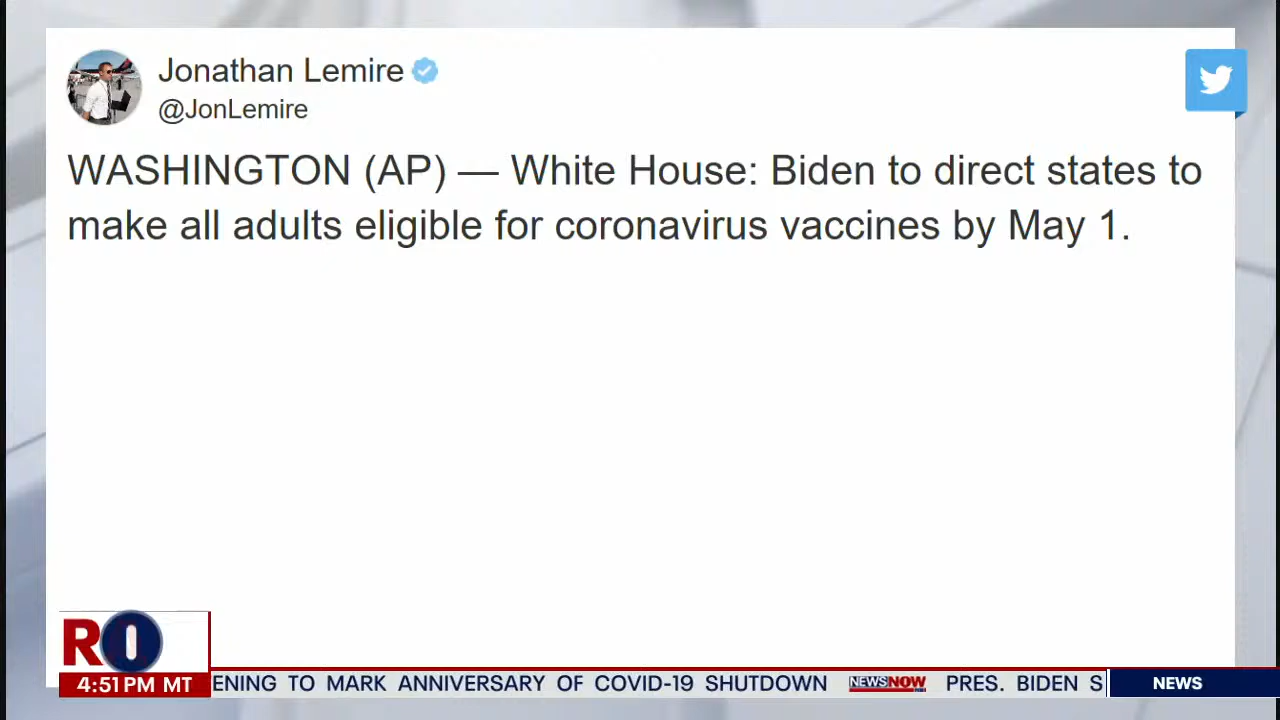 Jonathan Lemire
@JonLemire
WASHINGTON (AP) — White House: Biden to direct states to
make all adults eligible for coronavirus vaccines by May 1.
RO
4:51 PM MT
ENING TO MARK ANNIVERSARY OF COVID-19 SHUTDOWN NEWSNOW PRES. BIDEN S
NEWS